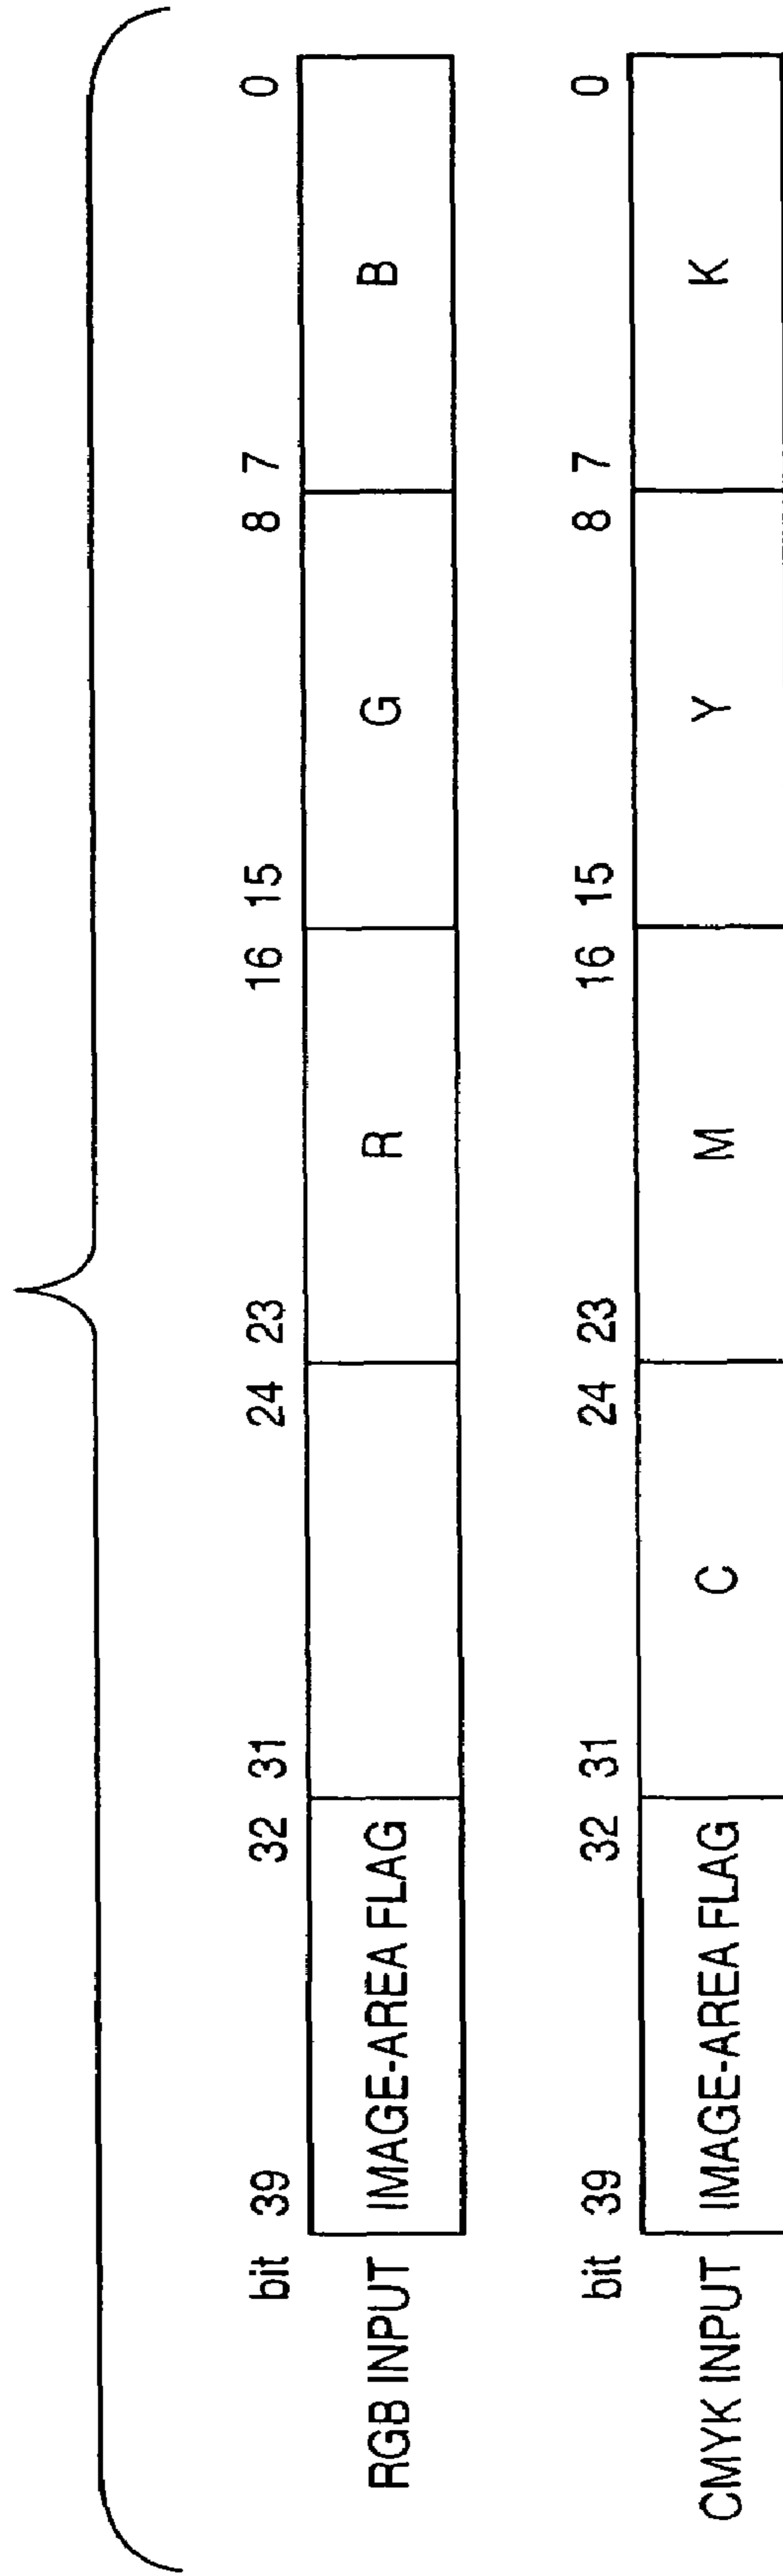 bit 39 32 31 24 23 16 15 8 7 0
RGB INPUT IMAGE-AREA FLAG R G B
bit 39 32 31 24 23 16 15 8 7 0
CMYK INPUT IMAGE-AREA FLAG C M Y K